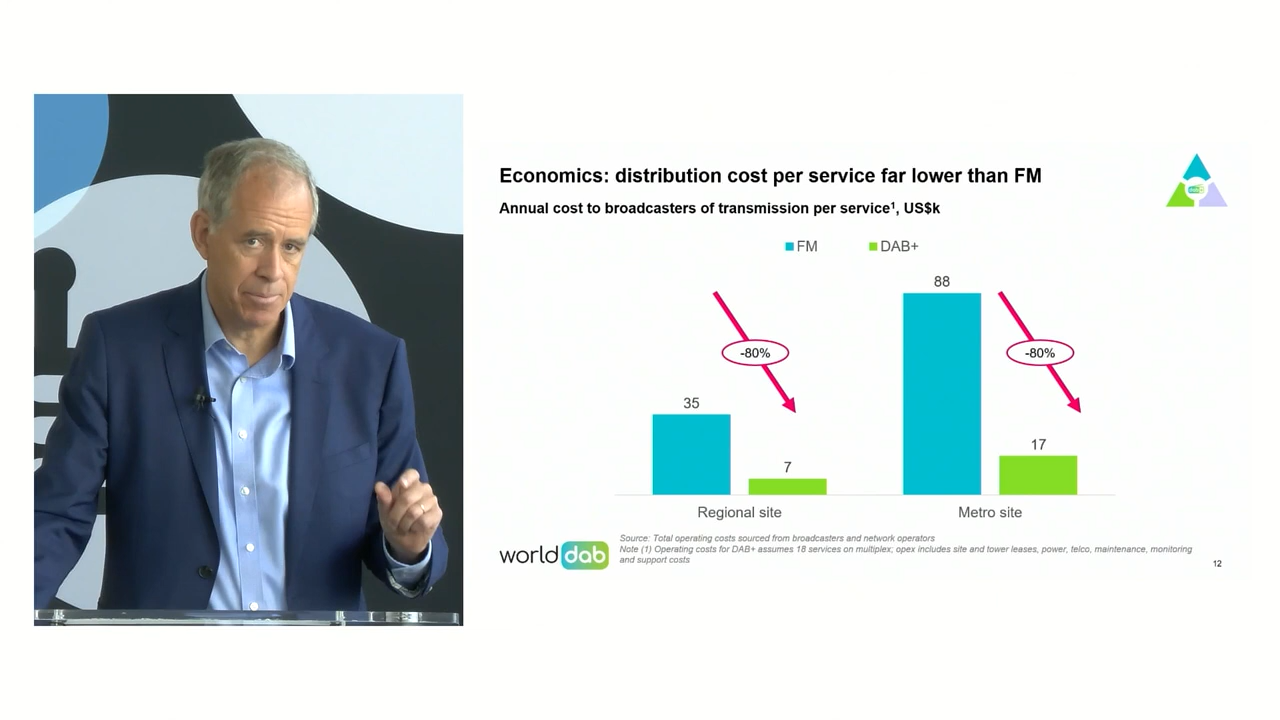 Economics: distribution cost per service far lower than FM
Annual cost to broadcasters of transmission per service¹, US$k
FM DAB+
88
-80% -80%
35
17
7
Regional site Metro site
Source: Total operating costs sourced from broadcasters and network operators
Note (1) Operating costs for DAB+ assumes 18 services on multiplex; opex includes site and tower leases, power, telco, maintenance, monitoring
and support costs
worlddab
12